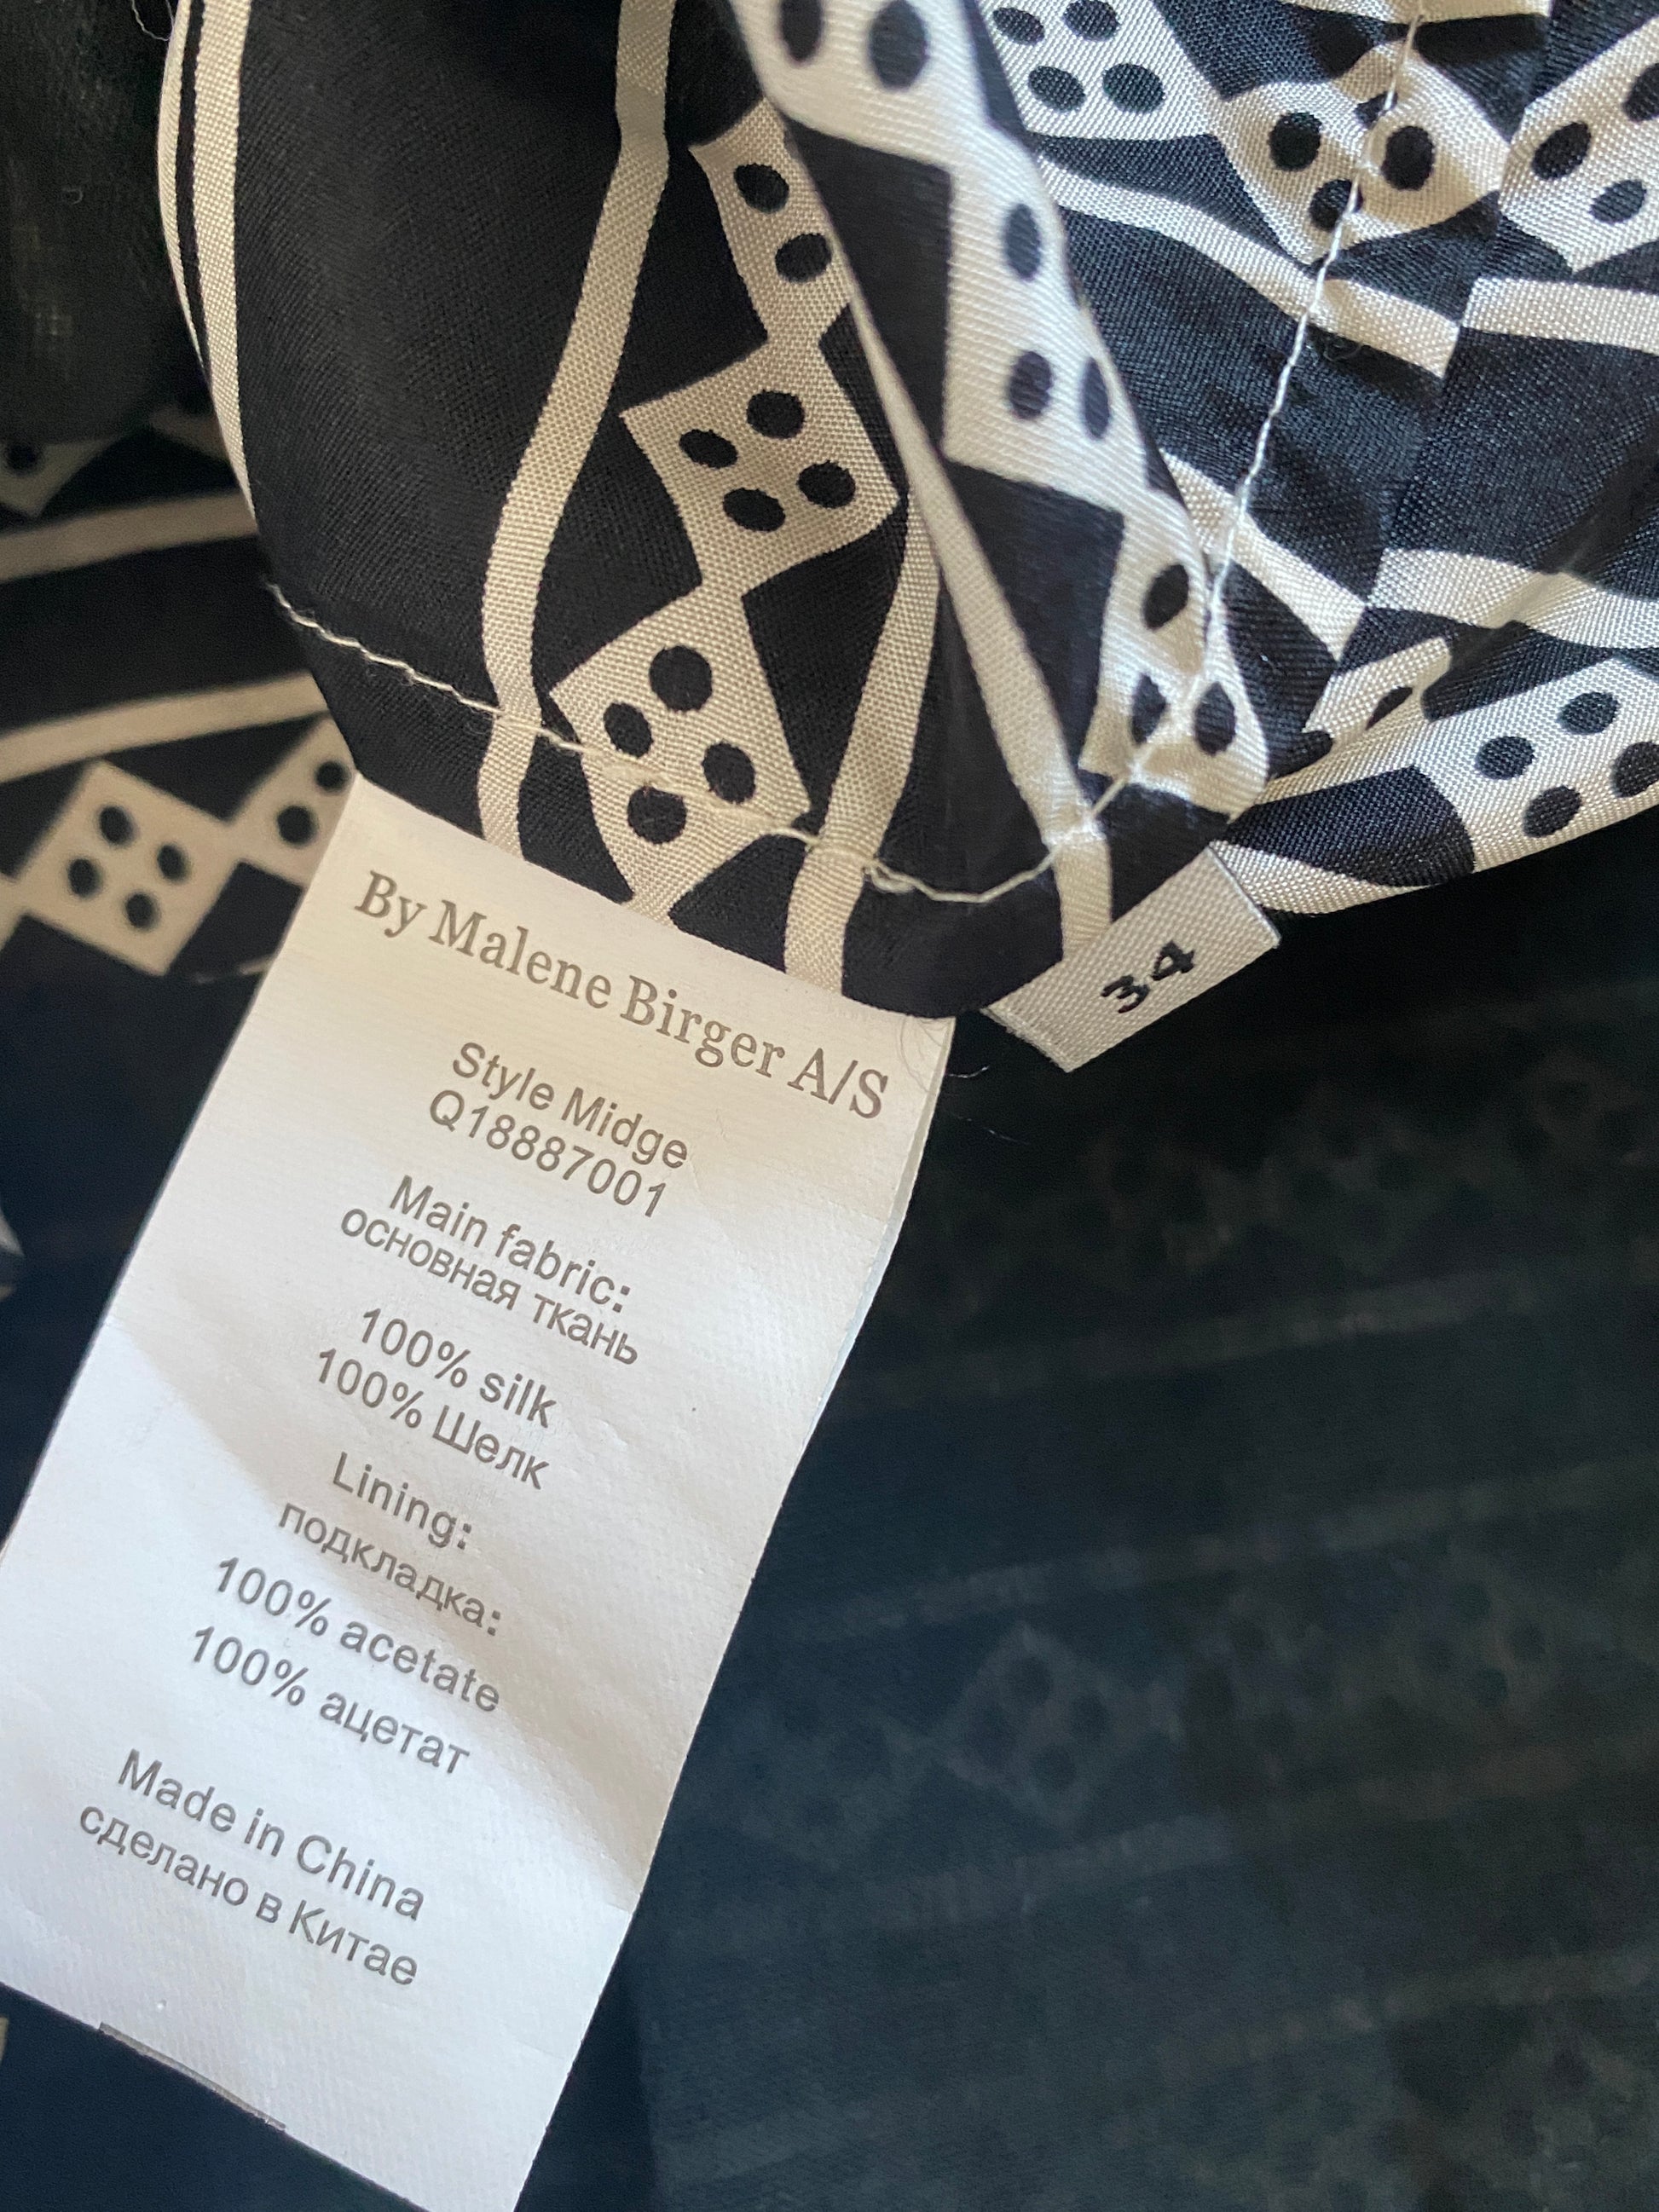 By Malene Birger A/S
Style Midge
Q18887001
Main fabric:
основная ткань
100% silk
100% Шелк
Lining:
подкладка:
100% acetate
100% ацетат
Made in China
сделано в Китае
34